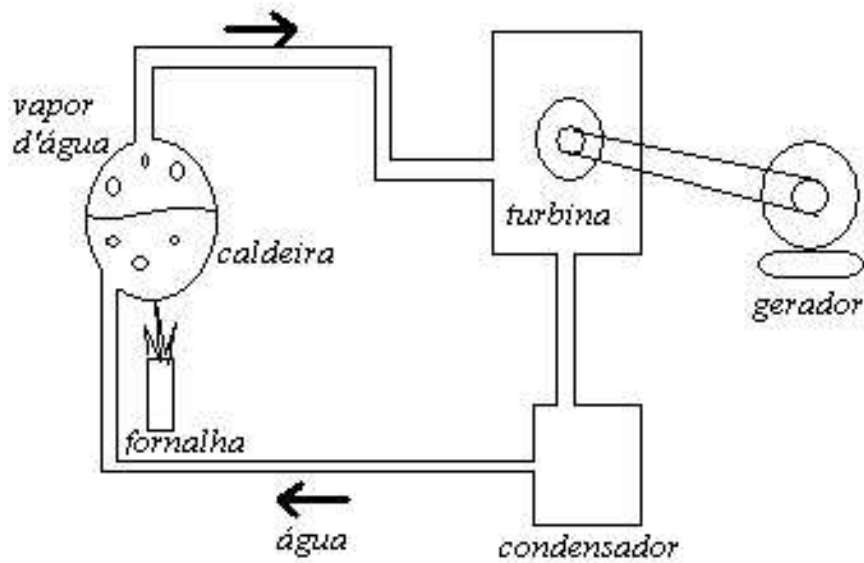 vapor
d'água
turbina
caldeira
gerador
fornalha
água
condensador